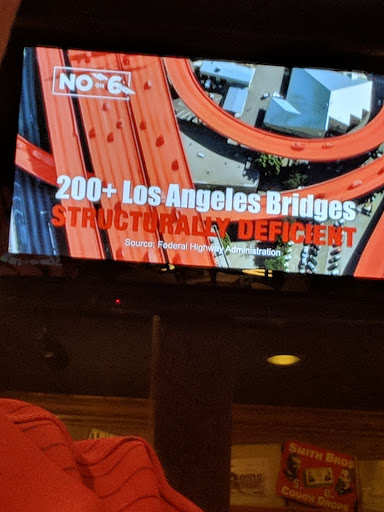 NO ON 6
200+ Los Angeles Bridges
STRUCTURALLY DEFICIENT
Source: Federal Highway Administration
SMITH BROS
COUGH DROPS